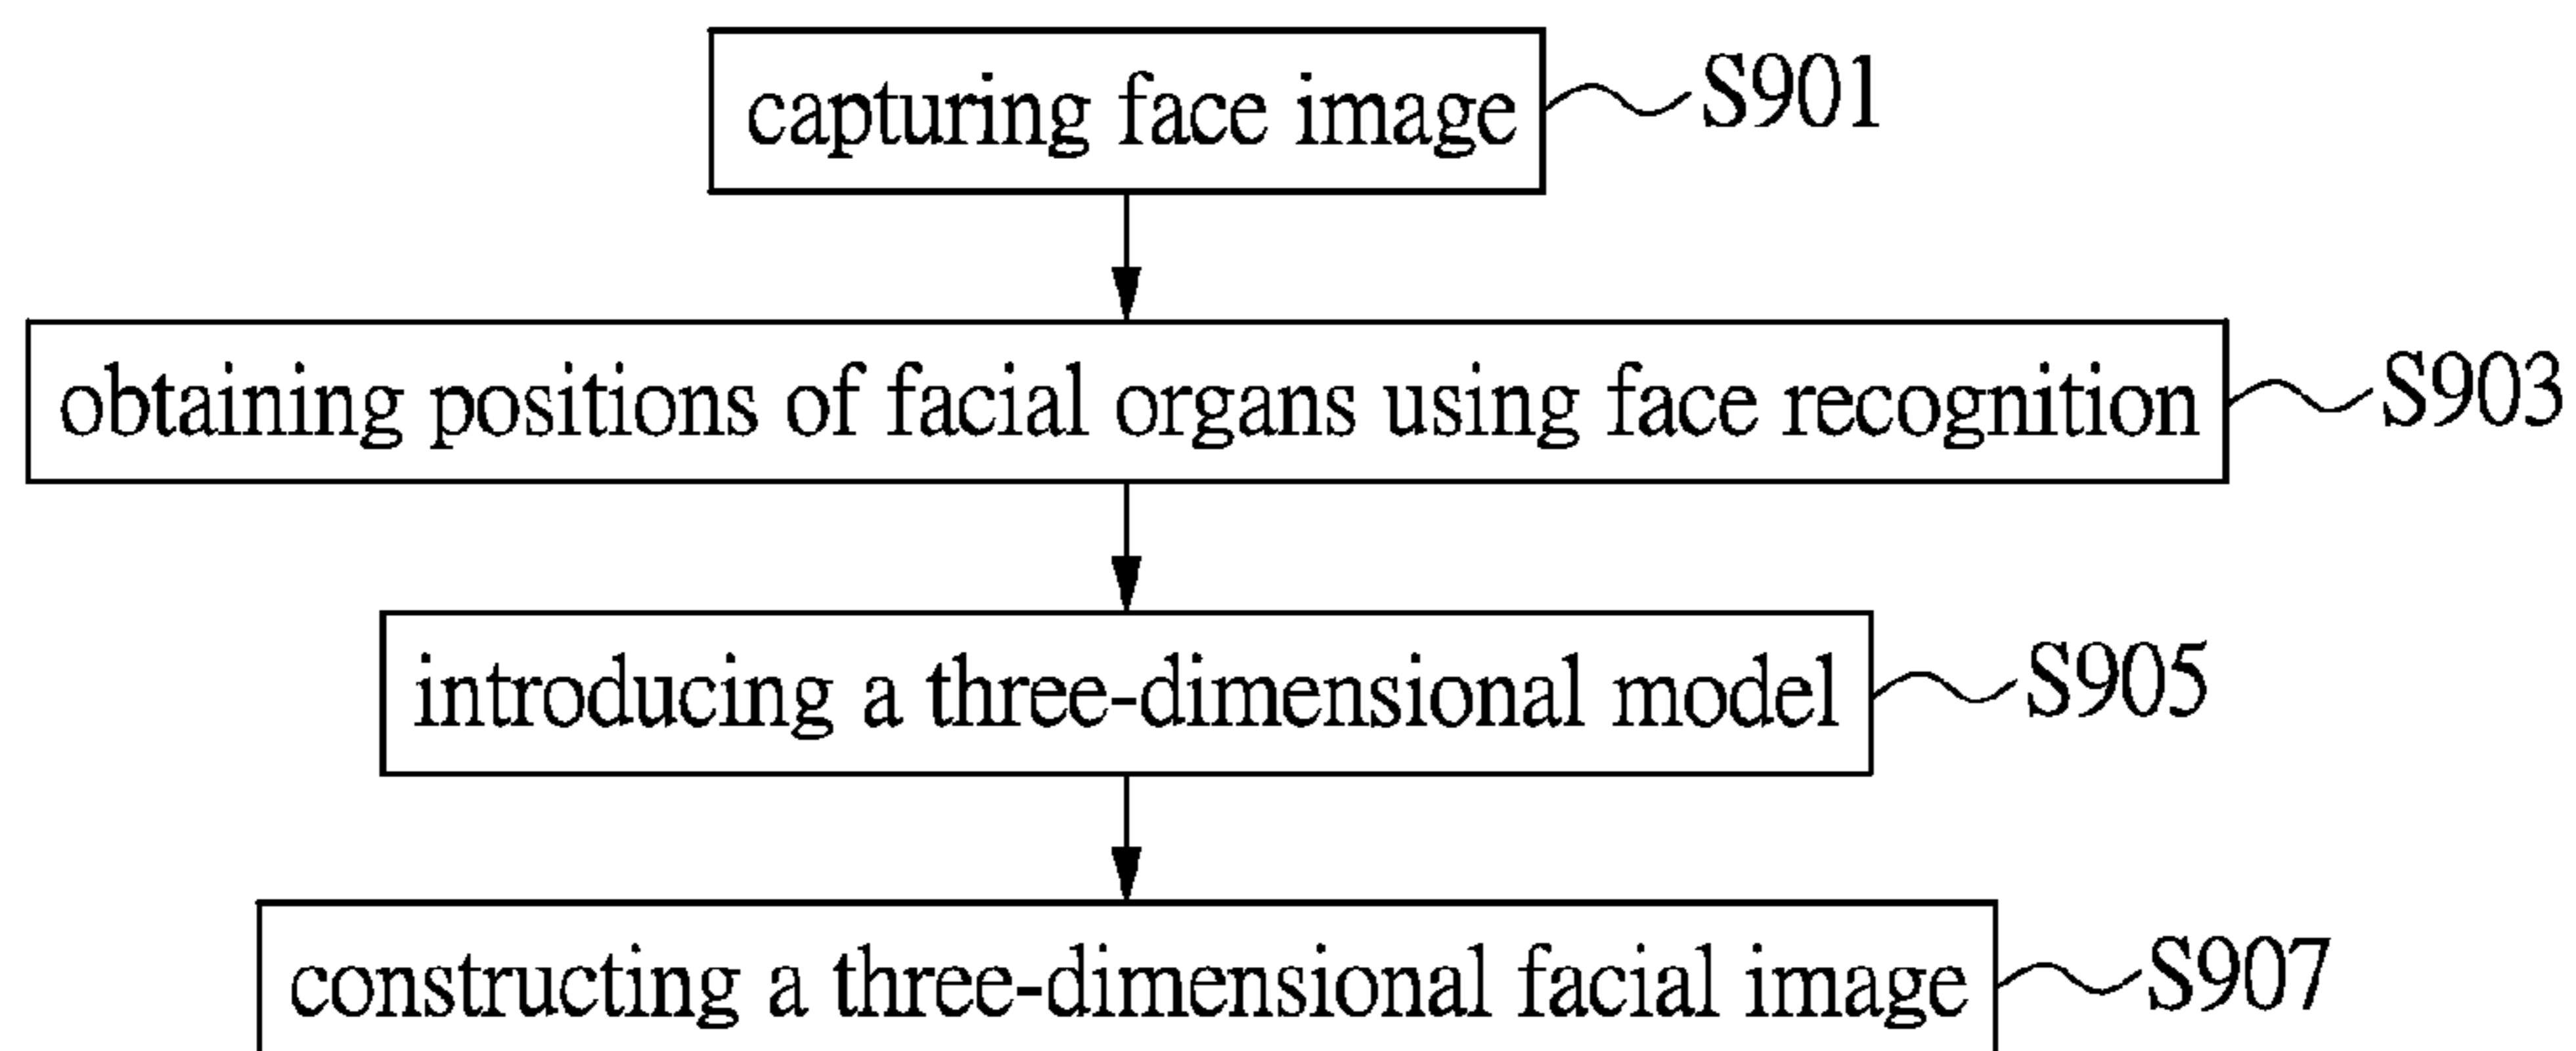 capturing face image S901
obtaining positions of facial organs using face recognition S903
introducing a three-dimensional model S905
constructing a three-dimensional facial image S907